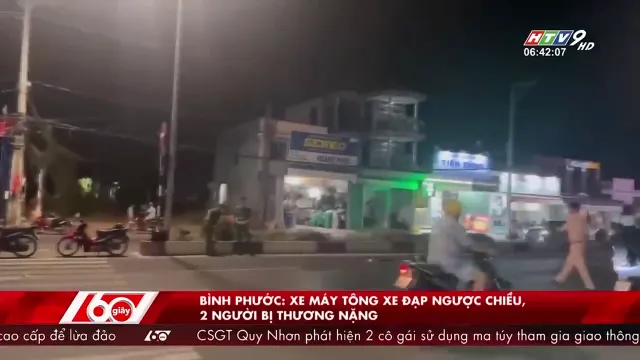 HTV9 HD
06:42:07
60 giây
BÌNH PHƯỚC: XE MÁY TÔNG XE ĐẠP NGƯỢC CHIỀU,
2 NGƯỜI BỊ THƯƠNG NẶNG
cao cấp để lừa đảo
60 giây
CSGT Quy Nhơn phát hiện 2 cô gái sử dụng ma túy tham gia giao thông